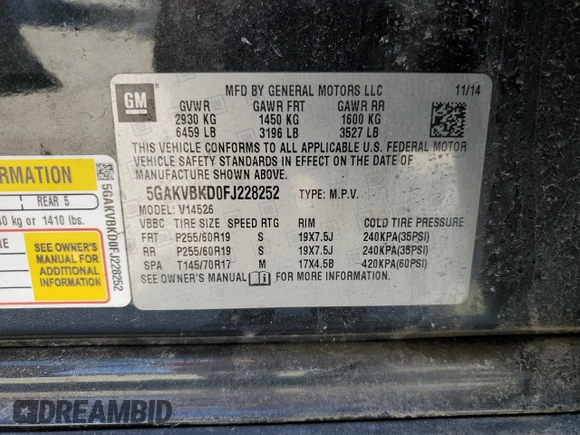 GM
MFD BY GENERAL MOTORS LLC 11/14
GVWR GAWR FRT GAWR RR
2930 KG 1450 KG 1600 KG
6459 LB 3196 LB 3527 LB
THIS VEHICLE CONFORMS TO ALL APPLICABLE U.S. FEDERAL MOTOR
VEHICLE SAFETY STANDARDS IN EFFECT ON THE DATE OF
MANUFACTURE SHOWN ABOVE.
5GAKVBKD0FJ228252 TYPE: M.P.V.
MODEL: V14526
VBBC TIRE SIZE SPEED RTG RIM
FRT P255/60R19 S 19X7.5J 240KPA(35PSI)
RR P255/60R19 S 19X7.5J 240KPA(35PSI)
SPA T145/70R17 M 17X4.5B 420KPA(60PSI)
SEE OWNER'S MANUAL FOR MORE INFORMATION.
ORMATION
REAR 5
kg or 1410 lbs.
SEE OWNER'S
MANUAL FOR
ADDITIONAL
INFORMATION
5GAKVBKD0FJ228252
DREAMBID